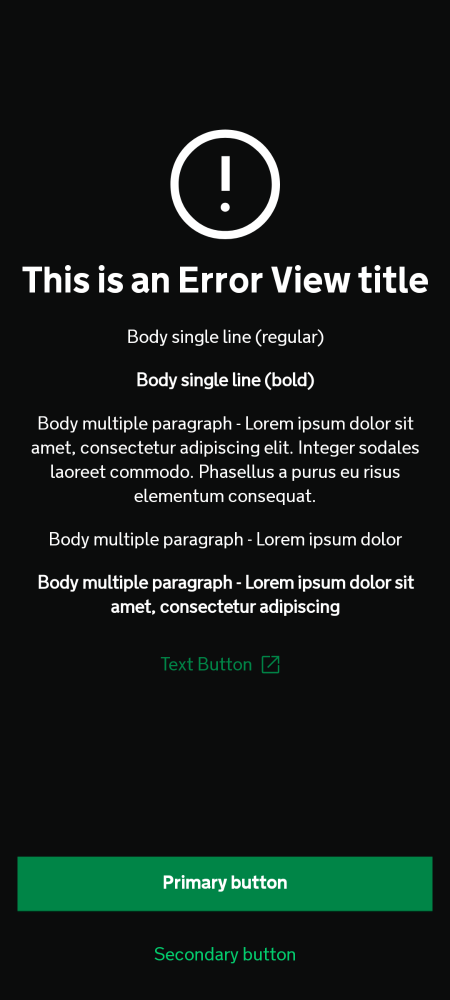 This is an Error View title
Body single line (regular)
Body single line (bold)
Body multiple paragraph - Lorem ipsum dolor sit
amet, consectetur adipiscing elit. Integer sodales
laoreet commodo. Phasellus a purus eu risus
elementum consequat.
Body multiple paragraph - Lorem ipsum dolor
Body multiple paragraph - Lorem ipsum dolor sit
amet, consectetur adipiscing
Text Button
Primary button
Secondary button